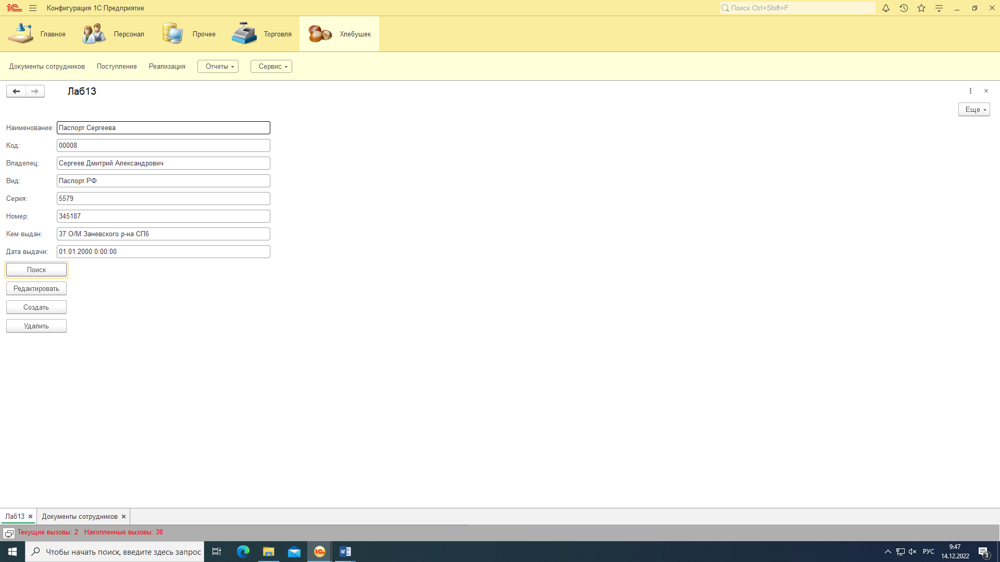 1С Конфигурация 1С:Предприятие Поиск Ctrl+Shift+F
Главное Персонал Прочее Торговля Хлебушек
Документы сотрудников Поступление Реализация Отчеты Сервис
Лаб13
Еще
Наименование: Паспорт Сергеева
Код: 00008
Владелец: Сергеев Дмитрий Александрович
Вид: Паспорт РФ
Серия: 5579
Номер: 345187
Кем выдан: 37 О/М Заневского р-на СПб
Дата выдачи: 01.01.2000 0:00:00
Поиск
Редактировать
Создать
Удалить
Лаб13 Документы сотрудников
Текущие вызовы: 2 Накопленные вызовы: 38
Чтобы начать поиск, введите здесь запрос
1С
W
РУС
9:47
14.12.2022
3